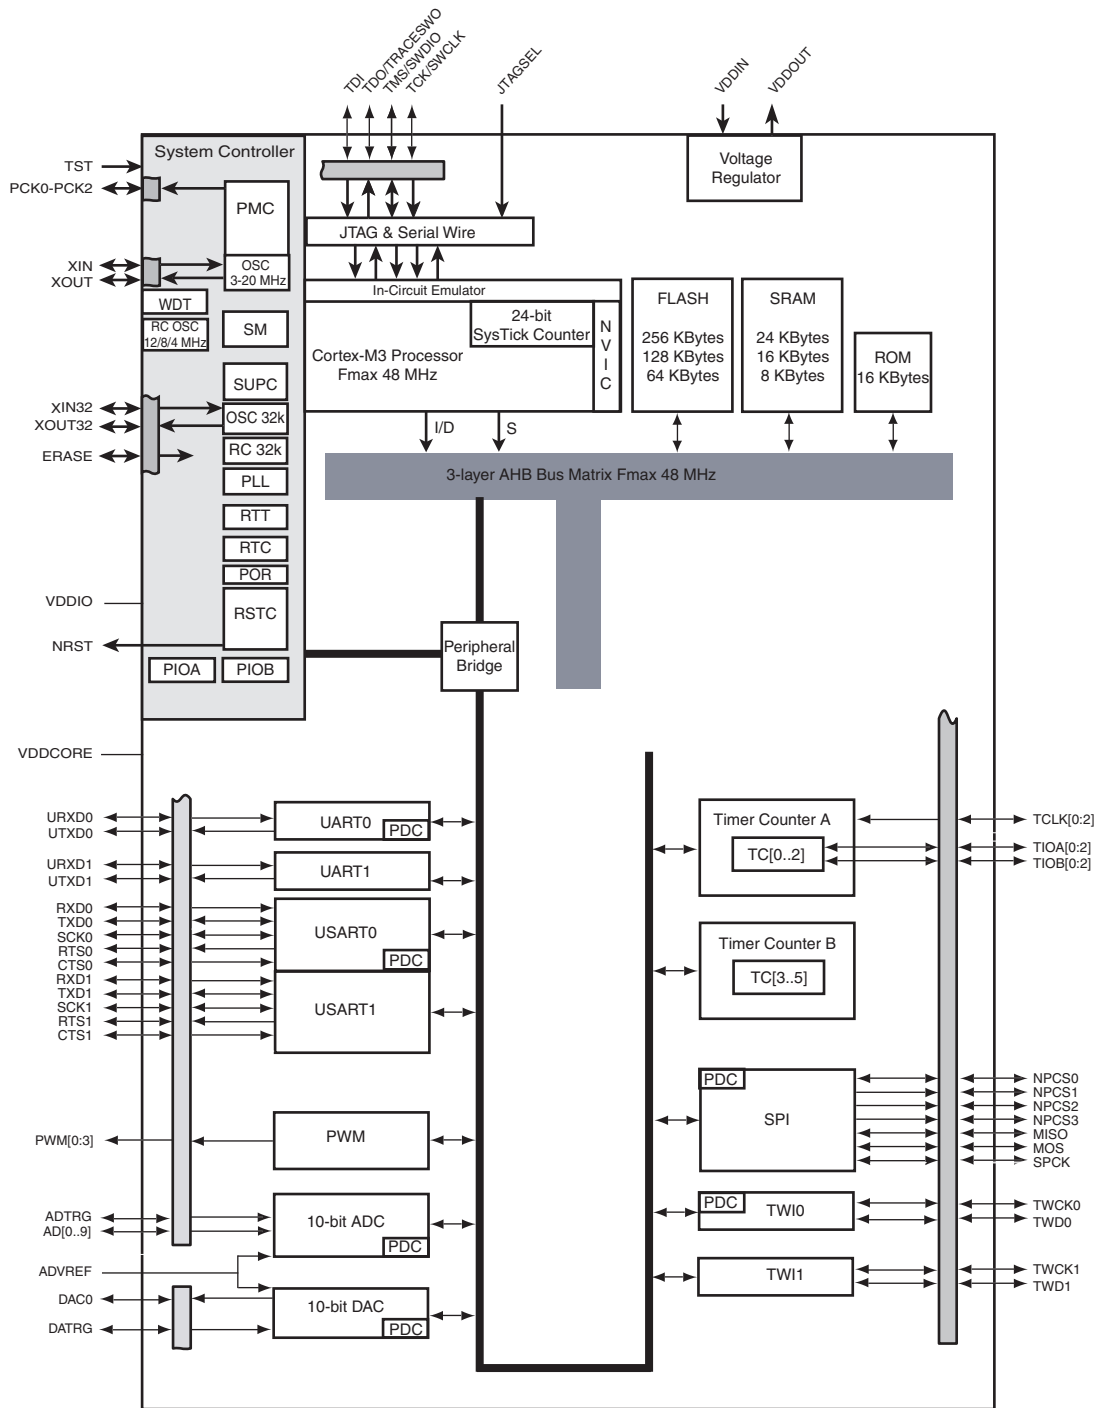 TDI
TDO/TRACESWO
TMS/SWDIO
TCK/SWCLK
JTAGSEL
VDDIN
VDDOUT
System Controller
Voltage
Regulator
TST
PCK0-PCK2
PMC
JTAG & Serial Wire
XIN
XOUT
OSC
3-20 MHz
In-Circuit Emulator
WDT
RC OSC
12/8/4 MHz
SM
24-bit
SysTick Counter
N
V
I
C
Cortex-M3 Processor
Fmax 48 MHz
FLASH
256 KBytes
128 KBytes
64 KBytes
SRAM
24 KBytes
16 KBytes
8 KBytes
ROM
16 KBytes
SUPC
XIN32
XOUT32
OSC 32k
I/D
S
ERASE
RC 32k
PLL
3-layer AHB Bus Matrix Fmax 48 MHz
RTT
RTC
POR
VDDIO
RSTC
NRST
PIOA
PIOB
Peripheral
Bridge
VDDCORE
URXD0
UTXD0
UART0
PDC
URXD1
UTXD1
UART1
RXD0
TXD0
SCK0
RTS0
CTS0
USART0
PDC
RXD1
TXD1
SCK1
RTS1
CTS1
USART1
PWM[0:3]
PWM
ADTRG
AD[0..9]
10-bit ADC
PDC
ADVREF
DAC0
DATRG
10-bit DAC
PDC
Timer Counter A
TC[0..2]
TCLK[0:2]
TIOA[0:2]
TIOB[0:2]
Timer Counter B
TC[3..5]
PDC
SPI
NPCS0
NPCS1
NPCS2
NPCS3
MISO
MOS
SPCK
PDC
TWI0
TWCK0
TWD0
TWI1
TWCK1
TWD1